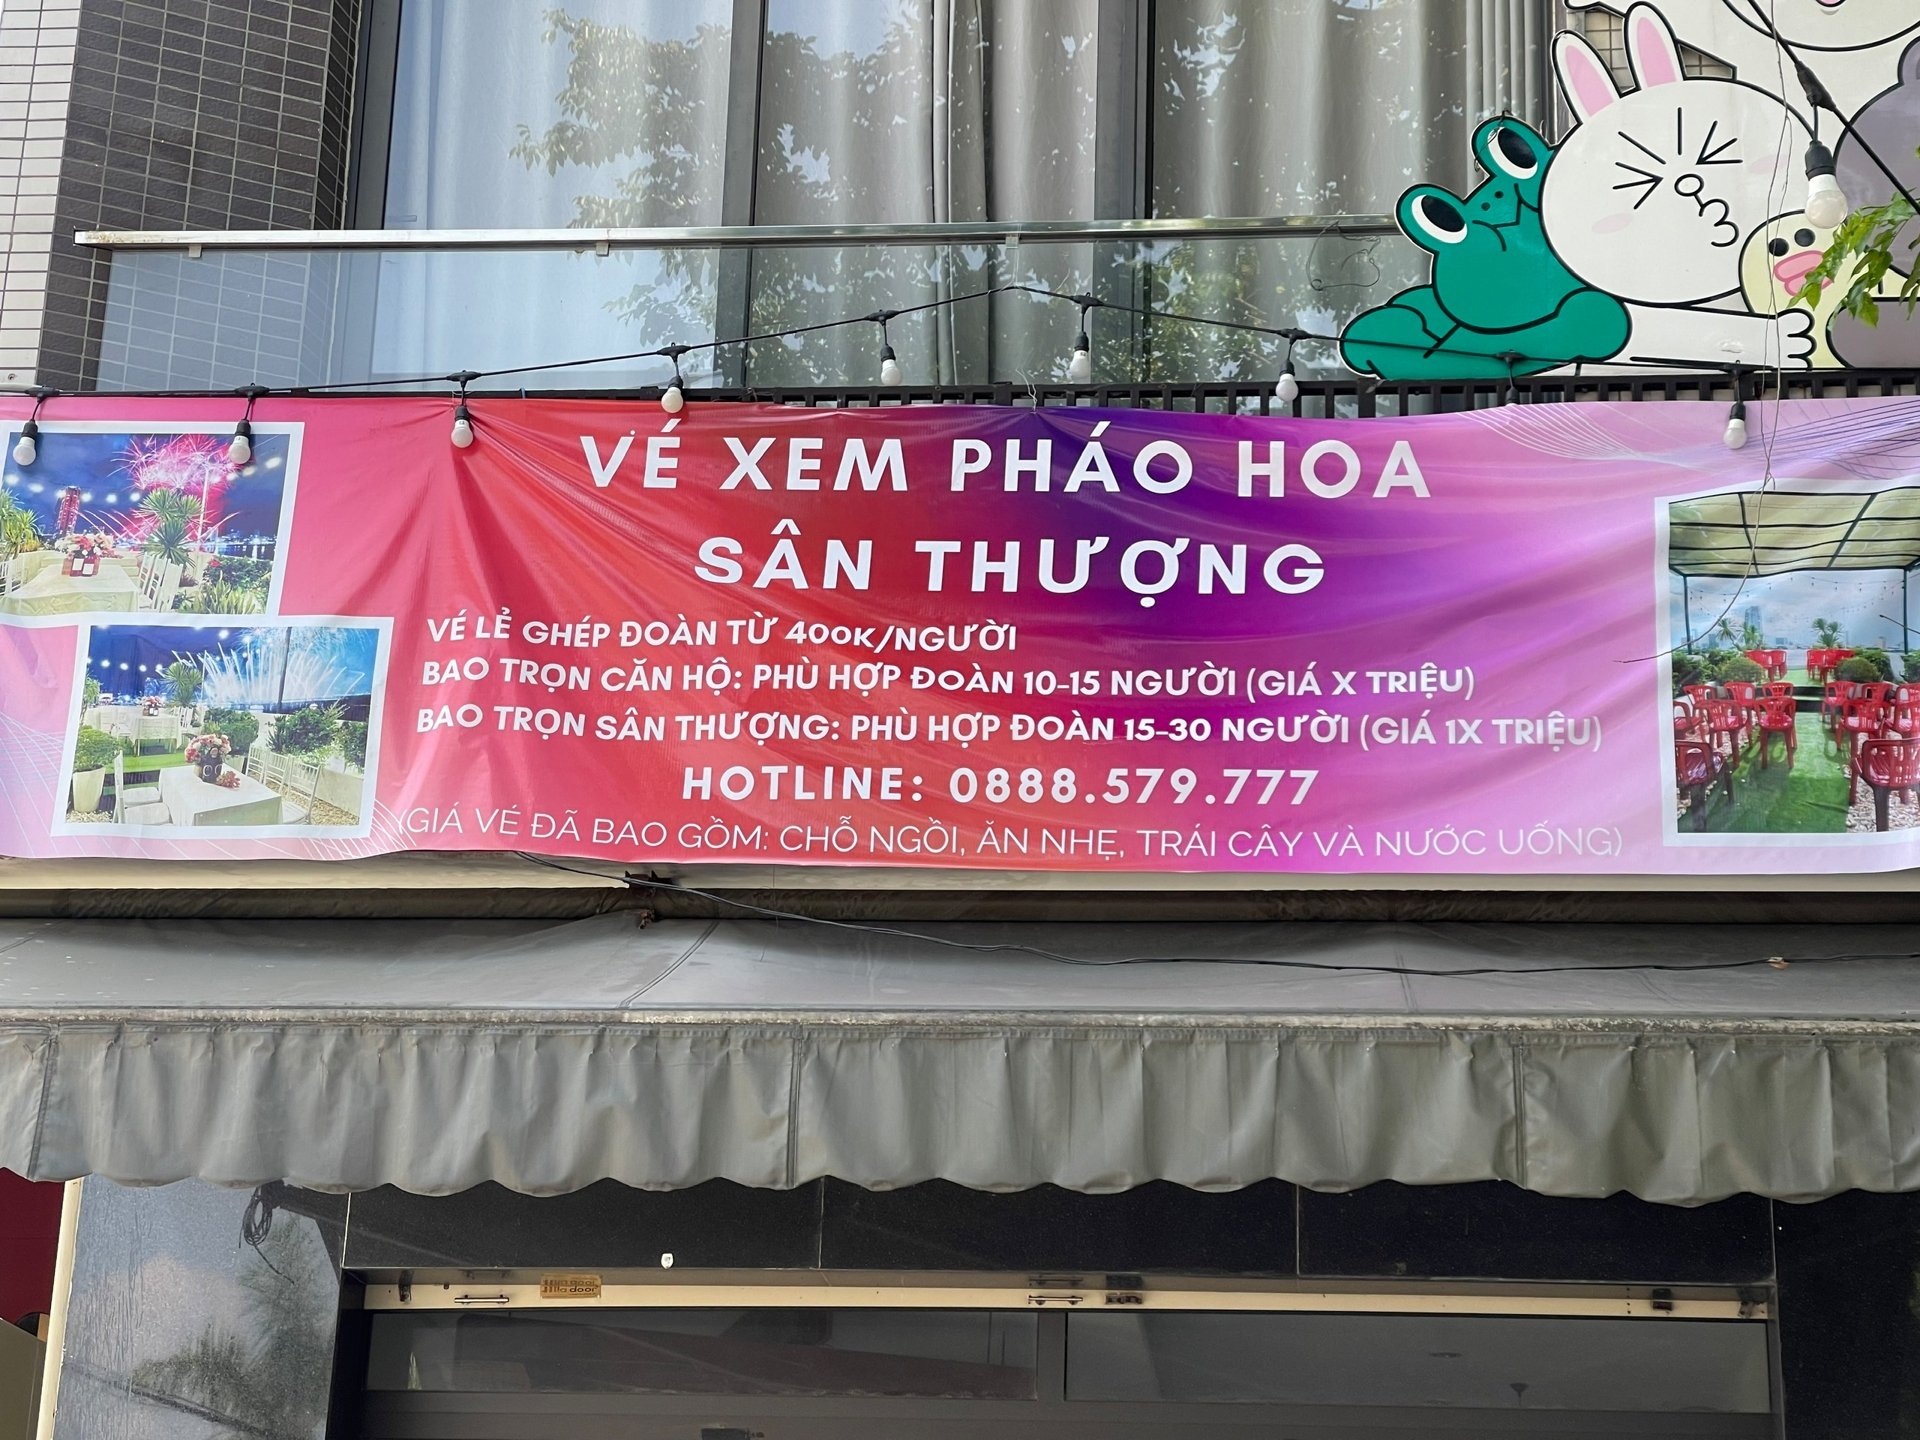 VÉ XEM PHÁO HOA
SÂN THƯỢNG
VÉ LẺ GHÉP ĐOÀN TỪ 400K/NGƯỜI
BAO TRỌN CĂN HỘ: PHÙ HỢP ĐOÀN 10-15 NGƯỜI (GIÁ X TRIỆU)
BAO TRỌN SÂN THƯỢNG: PHÙ HỢP ĐOÀN 15-30 NGƯỜI (GIÁ 1X TRIỆU)
HOTLINE: 0888.579.777
(GIÁ VÉ ĐÃ BAO GỒM: CHỖ NGỒI, ĂN NHẸ, TRÁI CÂY VÀ NƯỚC UỐNG)
door